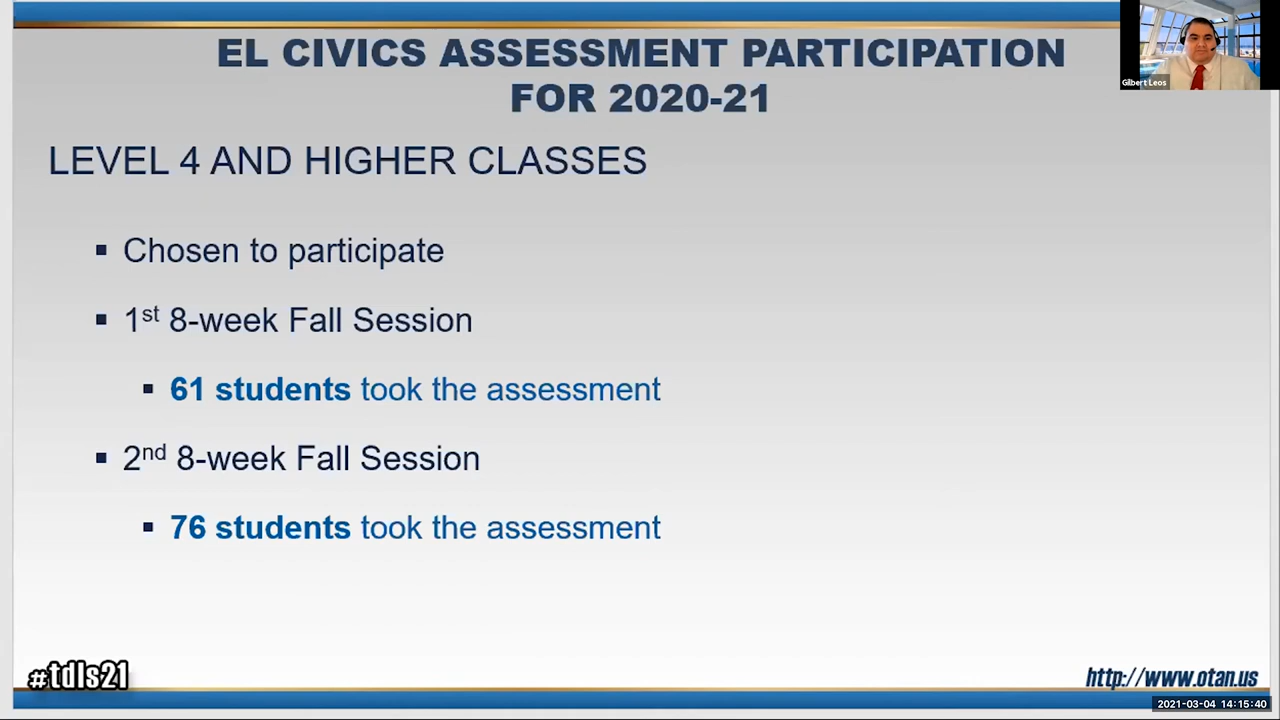 EL CIVICS ASSESSMENT PARTICIPATION
FOR 2020-21
Gilbert Leos
LEVEL 4 AND HIGHER CLASSES
▪ Chosen to participate
▪ 1st 8-week Fall Session
▪ 61 students took the assessment
▪ 2nd 8-week Fall Session
▪ 76 students took the assessment
#tdls21
http://www.otan.us
2021-03-04 14:15:40